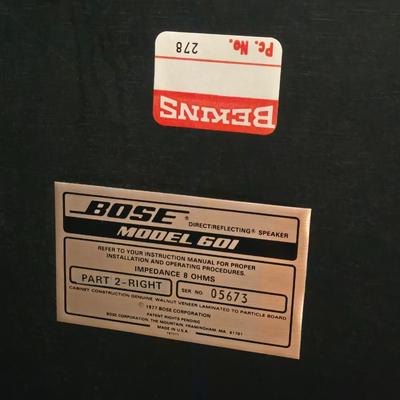 Pc. No.
278
BEKINS
BOSE® DIRECT/REFLECTING® SPEAKER
MODEL 601
REFER TO YOUR INSTRUCTION MANUAL FOR PROPER
INSTALLATION AND OPERATING PROCEDURES.
IMPEDANCE 8 OHMS
PART 2-RIGHT SER NO 05673
CABINET CONSTRUCTION GENUINE WALNUT VENEER LAMINATED TO PARTICLE BOARD
© 1977 BOSE CORPORATION
PATENT RIGHTS PENDING
BOSE CORPORATION, THE MOUNTAIN, FRAMINGHAM, MA. 01701
MADE IN U.S.A.